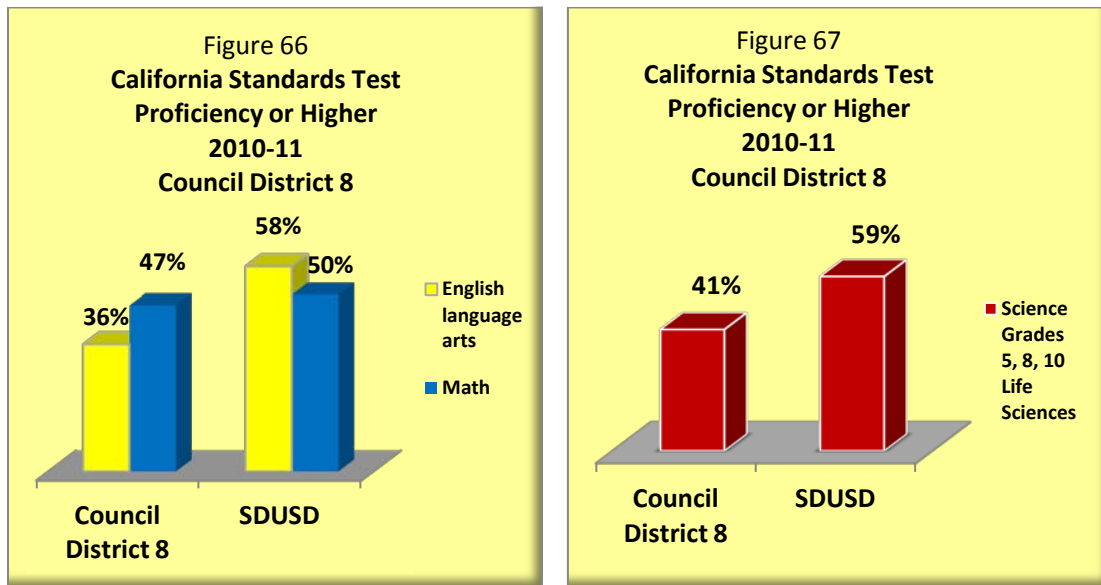 Figure 66
California Standards Test
Proficiency or Higher
2010-11
Council District 8
58%
47%
50%
36%
English
language
arts
Math
Council
District 8
SDUSD
Figure 67
California Standards Test
Proficiency or Higher
2010-11
Council District 8
59%
41%
Science
Grades
5, 8, 10
Life
Sciences
Council
District 8
SDUSD